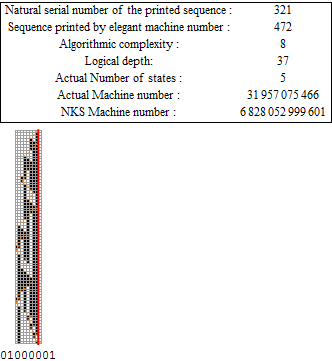 Natural serial number of the printed sequence : 321
Sequence printed by elegant machine number : 472
Algorithmic complexity : 8
Logical depth: 37
Actual Number of states : 5
Actual Machine number : 31 957 075 466
NKS Machine number : 6 828 052 999 601
01000001